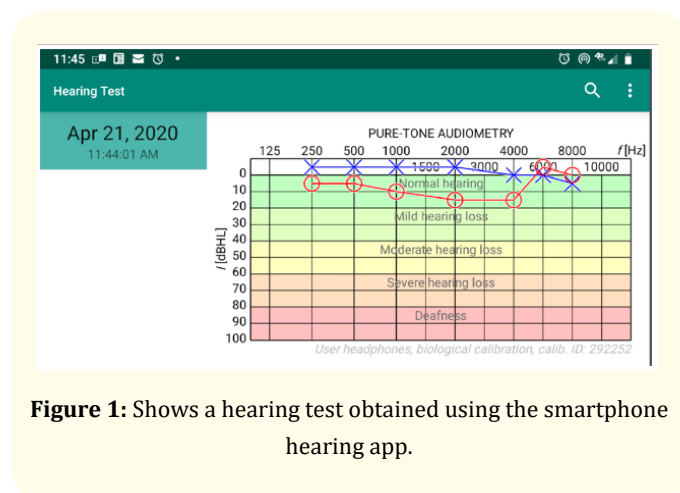 11:45
Hearing Test
Apr 21, 2020
11:44:01 AM
PURE-TONE AUDIOMETRY
125 250 500 1000 2000 4000 8000 f[Hz]
1500 3000 6000 10000
0
Normal hearing
10
20
Mild hearing loss
30
40
Moderate hearing loss
50
60
Severe hearing loss
70
80
Deafness
90
100
I [dBHL]
User headphones, biological calibration, calib. ID: 292252
Figure 1: Shows a hearing test obtained using the smartphone
hearing app.